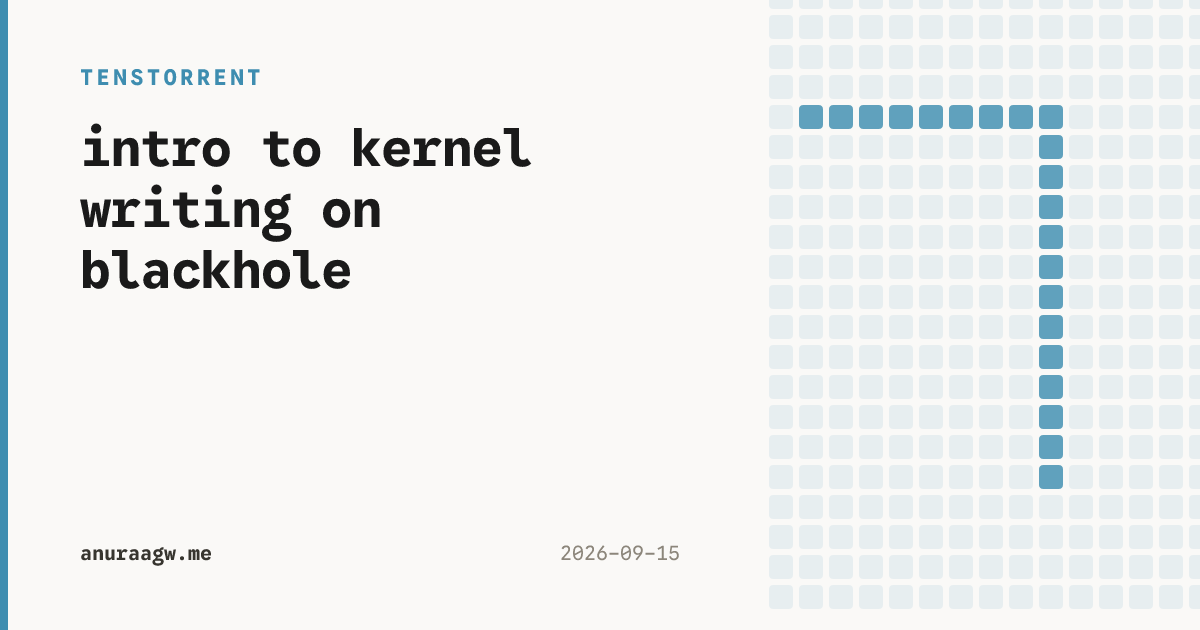 TENSTORRENT
intro to kernel
writing on
blackhole
anuraagw.me
2026-09-15